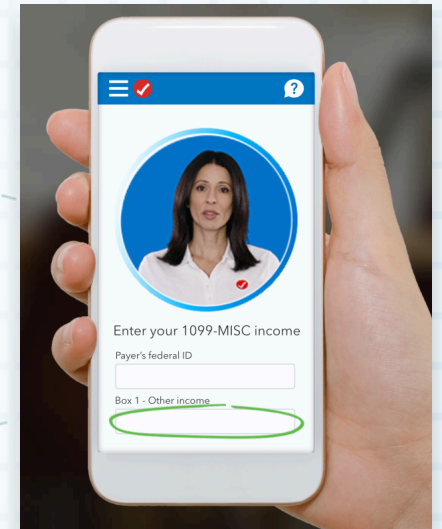 ?
Enter your 1099-MISC income
Payer's federal ID
Box 1 - Other income